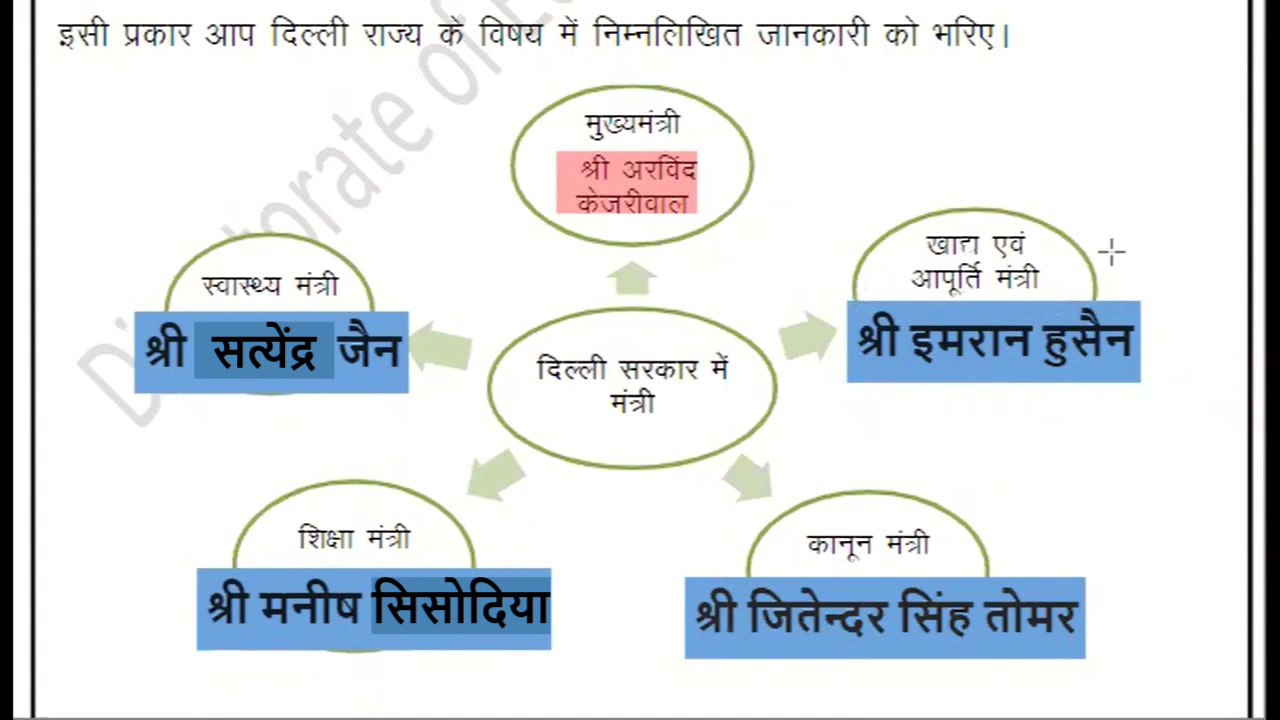 इसी प्रकार आप दिल्ली राज्य के विषय में निम्नलिखित जानकारी को भरिए।
मुख्यमंत्री
श्री अरविंद
केजरीवाल
खाद्य एवं
आपूर्ति मंत्री
श्री इमरान हुसैन
स्वास्थ्य मंत्री
श्री सत्येंद्र जैन
दिल्ली सरकार में
मंत्री
शिक्षा मंत्री
श्री मनीष सिसोदिया
कानून मंत्री
श्री जितेन्दर सिंह तोमर